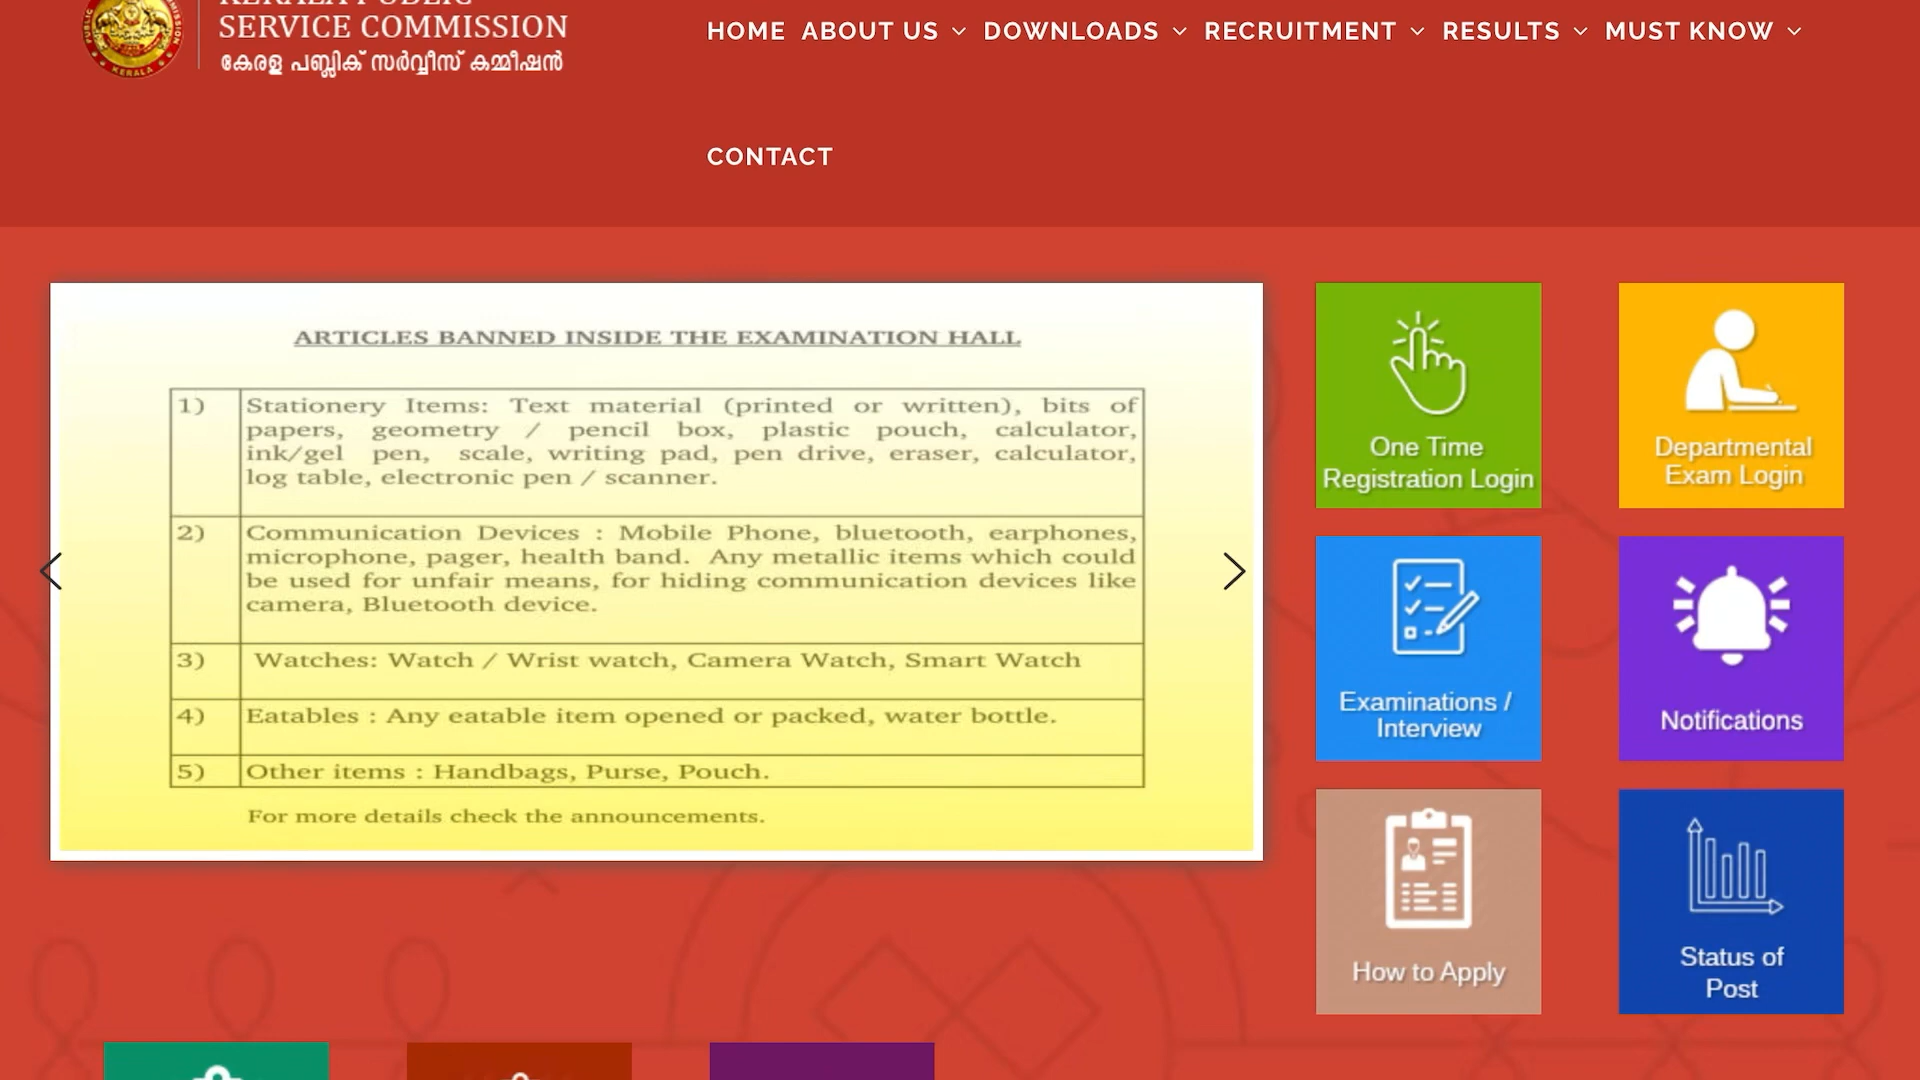 SERVICE COMMISSION
കേരള പബ്ലിക് സർവ്വീസ് കമ്മീഷൻ
HOME ABOUT US DOWNLOADS RECRUITMENT RESULTS MUST KNOW
CONTACT
ARTICLES BANNED INSIDE THE EXAMINATION HALL
1) Stationery Items: Text material (printed or written), bits of
papers, geometry / pencil box, plastic pouch, calculator,
ink/gel pen, scale, writing pad, pen drive, eraser, calculator,
log table, electronic pen / scanner.
2) Communication Devices : Mobile Phone, bluetooth, earphones,
microphone, pager, health band. Any metallic items which could
be used for unfair means, for hiding communication devices like
camera, Bluetooth device.
3) Watches: Watch / Wrist watch, Camera Watch, Smart Watch
4) Eatables : Any eatable item opened or packed, water bottle.
5) Other items : Handbags, Purse, Pouch.
For more details check the announcements.
One Time
Registration Login
Departmental
Exam Login
Examinations /
Interview
Notifications
How to Apply
Status of
Post